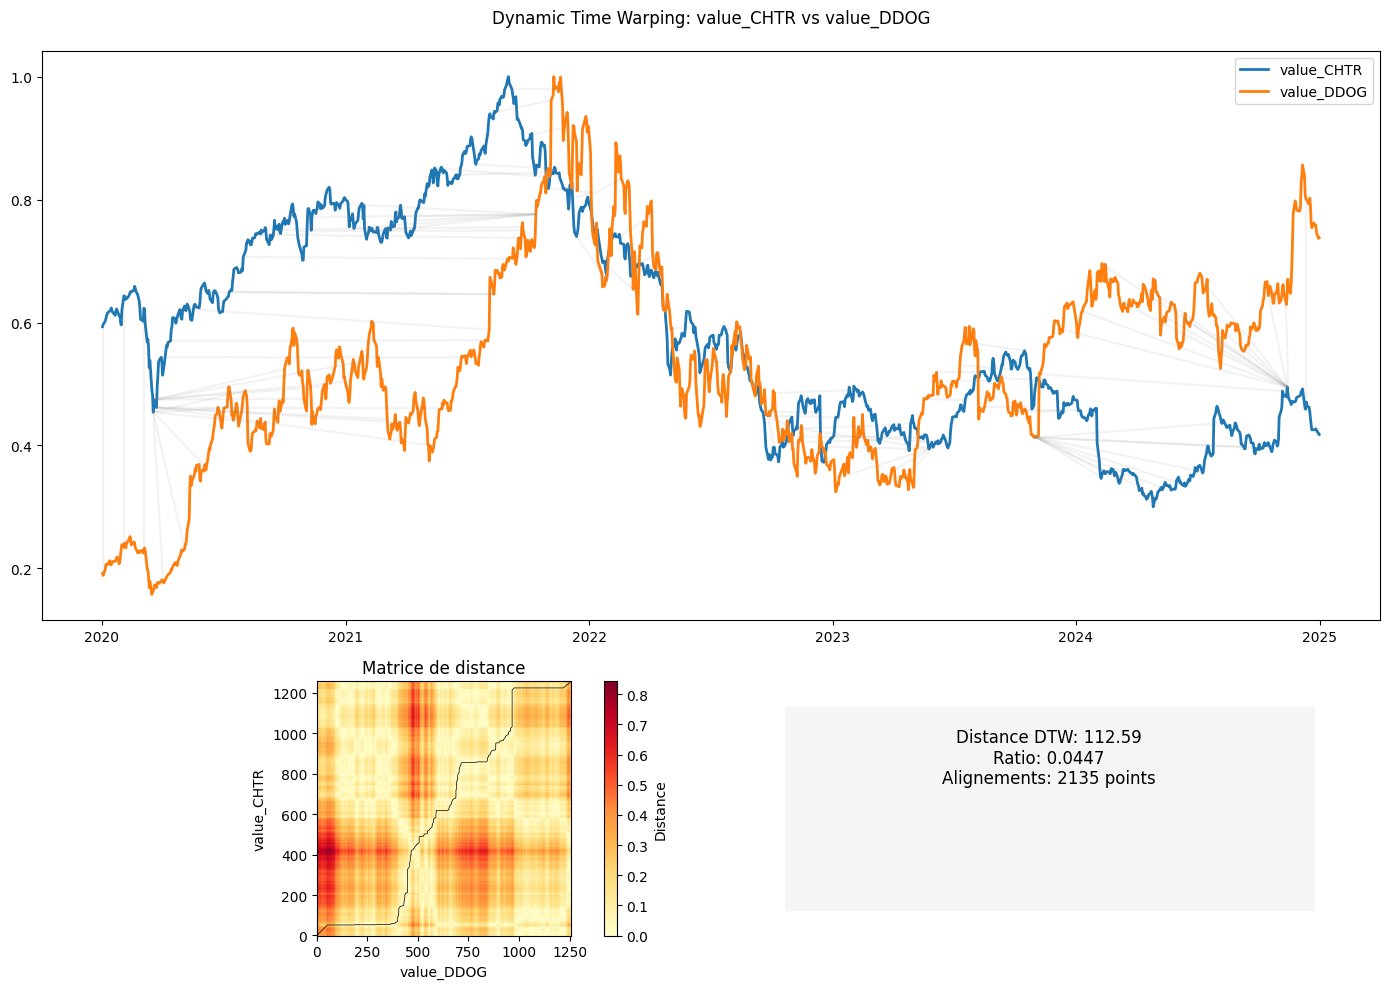 Dynamic Time Warping: value_CHTR vs value_DDOG
value_CHTR
value_DDOG
1.0
0.8
0.6
0.4
0.2
2020 2021 2022 2023 2024 2025
Matrice de distance
value_CHTR
1200
1000
800
600
400
200
0
0 250 500 750 1000 1250
value_DDOG
0.8
0.7
0.6
0.5
0.4
0.3
0.2
0.1
0.0
Distance
Distance DTW: 112.59
Ratio: 0.0447
Alignements: 2135 points